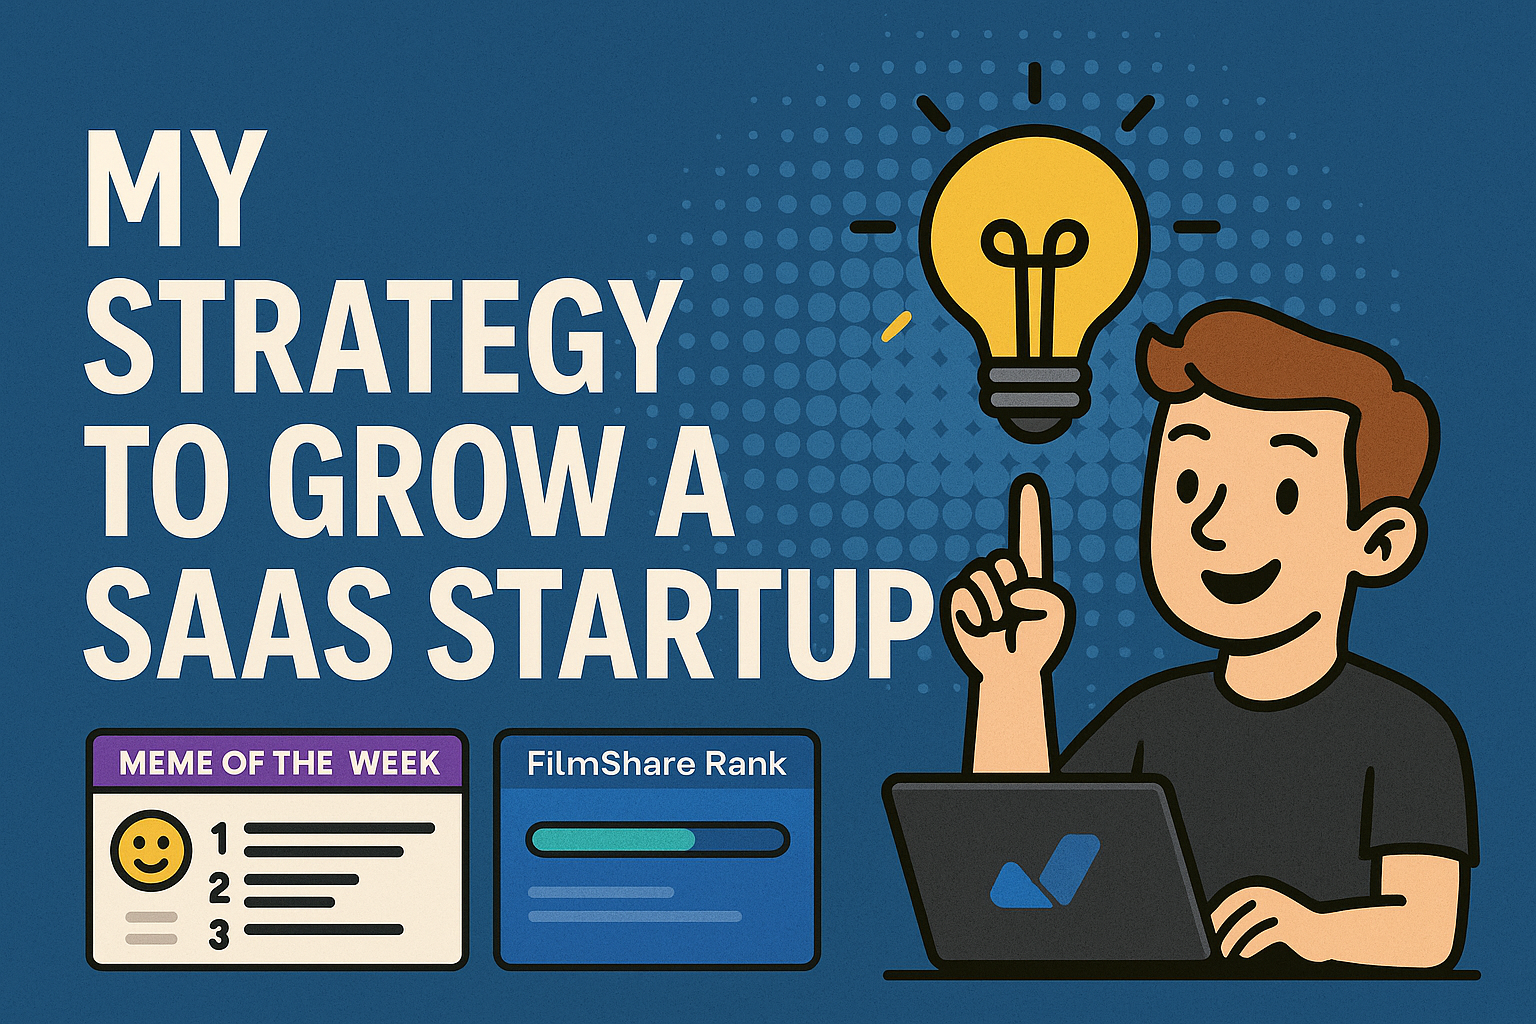 MY
STRATEGY
TO GROW A
SAAS STARTUP
MEME OF THE WEEK
1
2
3
FilmShare Rank